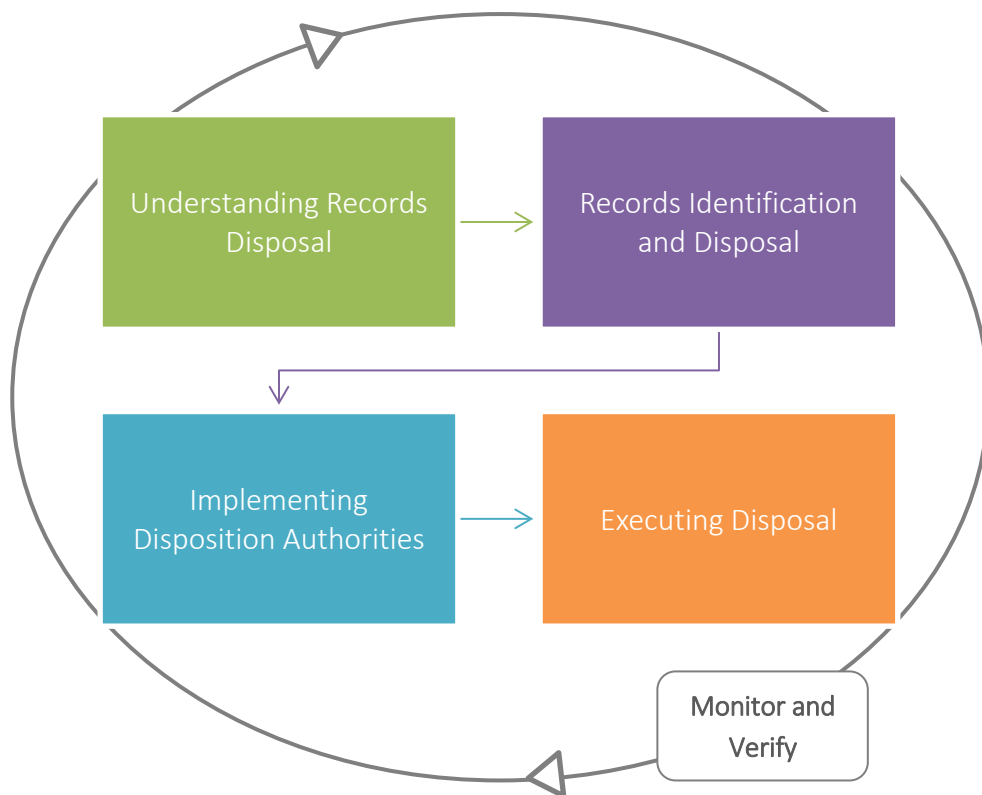 Understanding Records
Disposal
Records Identification
and Disposal
Implementing
Disposition Authorities
Executing Disposal
Monitor and
Verify